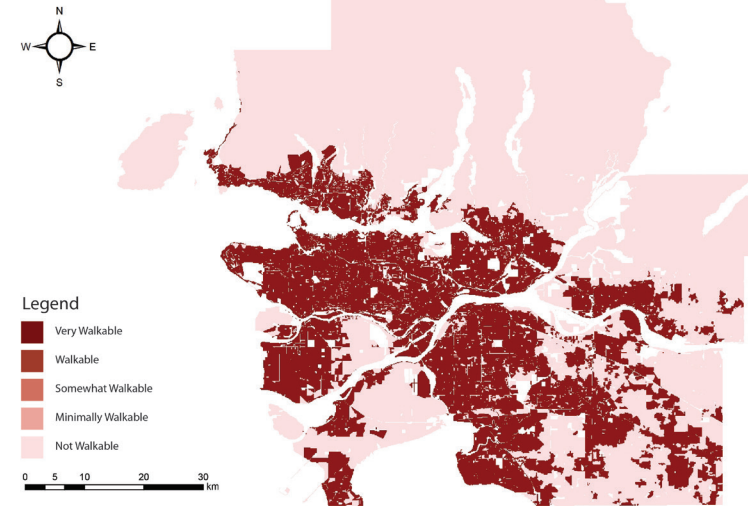 N
W E
S
Legend
Very Walkable
Walkable
Somewhat Walkable
Minimally Walkable
Not Walkable
0 5 10 20 30
km